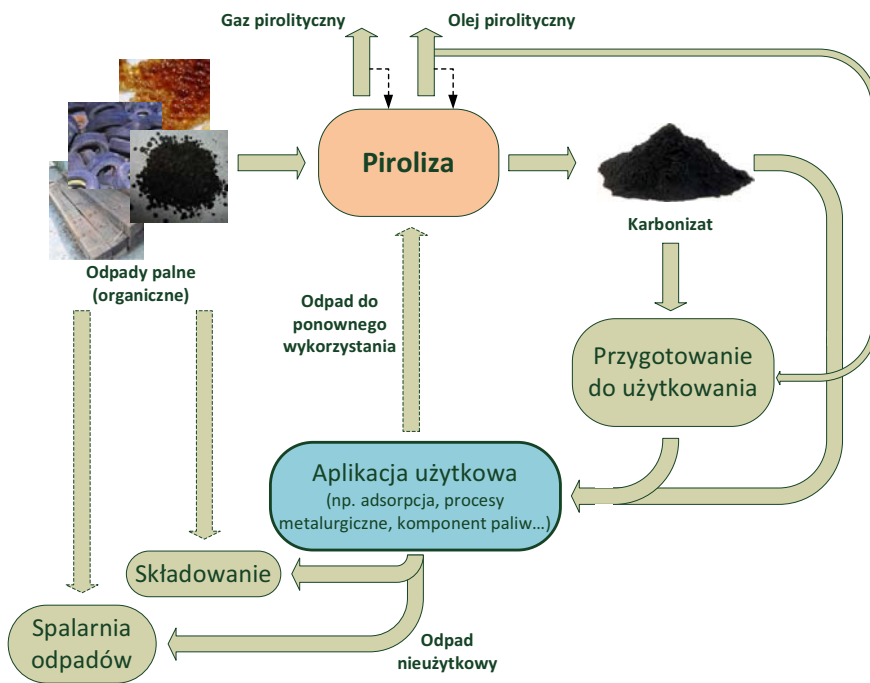 Gaz pirolityczny
Olej pirolityczny
Piroliza
Karbonizat
Odpady palne
(organiczne)
Odpad do
ponownego
wykorzystania
Przygotowanie
do użytkowania
Aplikacja użytkowa
(np. adsorpcja, procesy
metalurgiczne, komponent paliw...)
Składowanie
Spalarnia
odpadów
Odpad
nieużytkowy